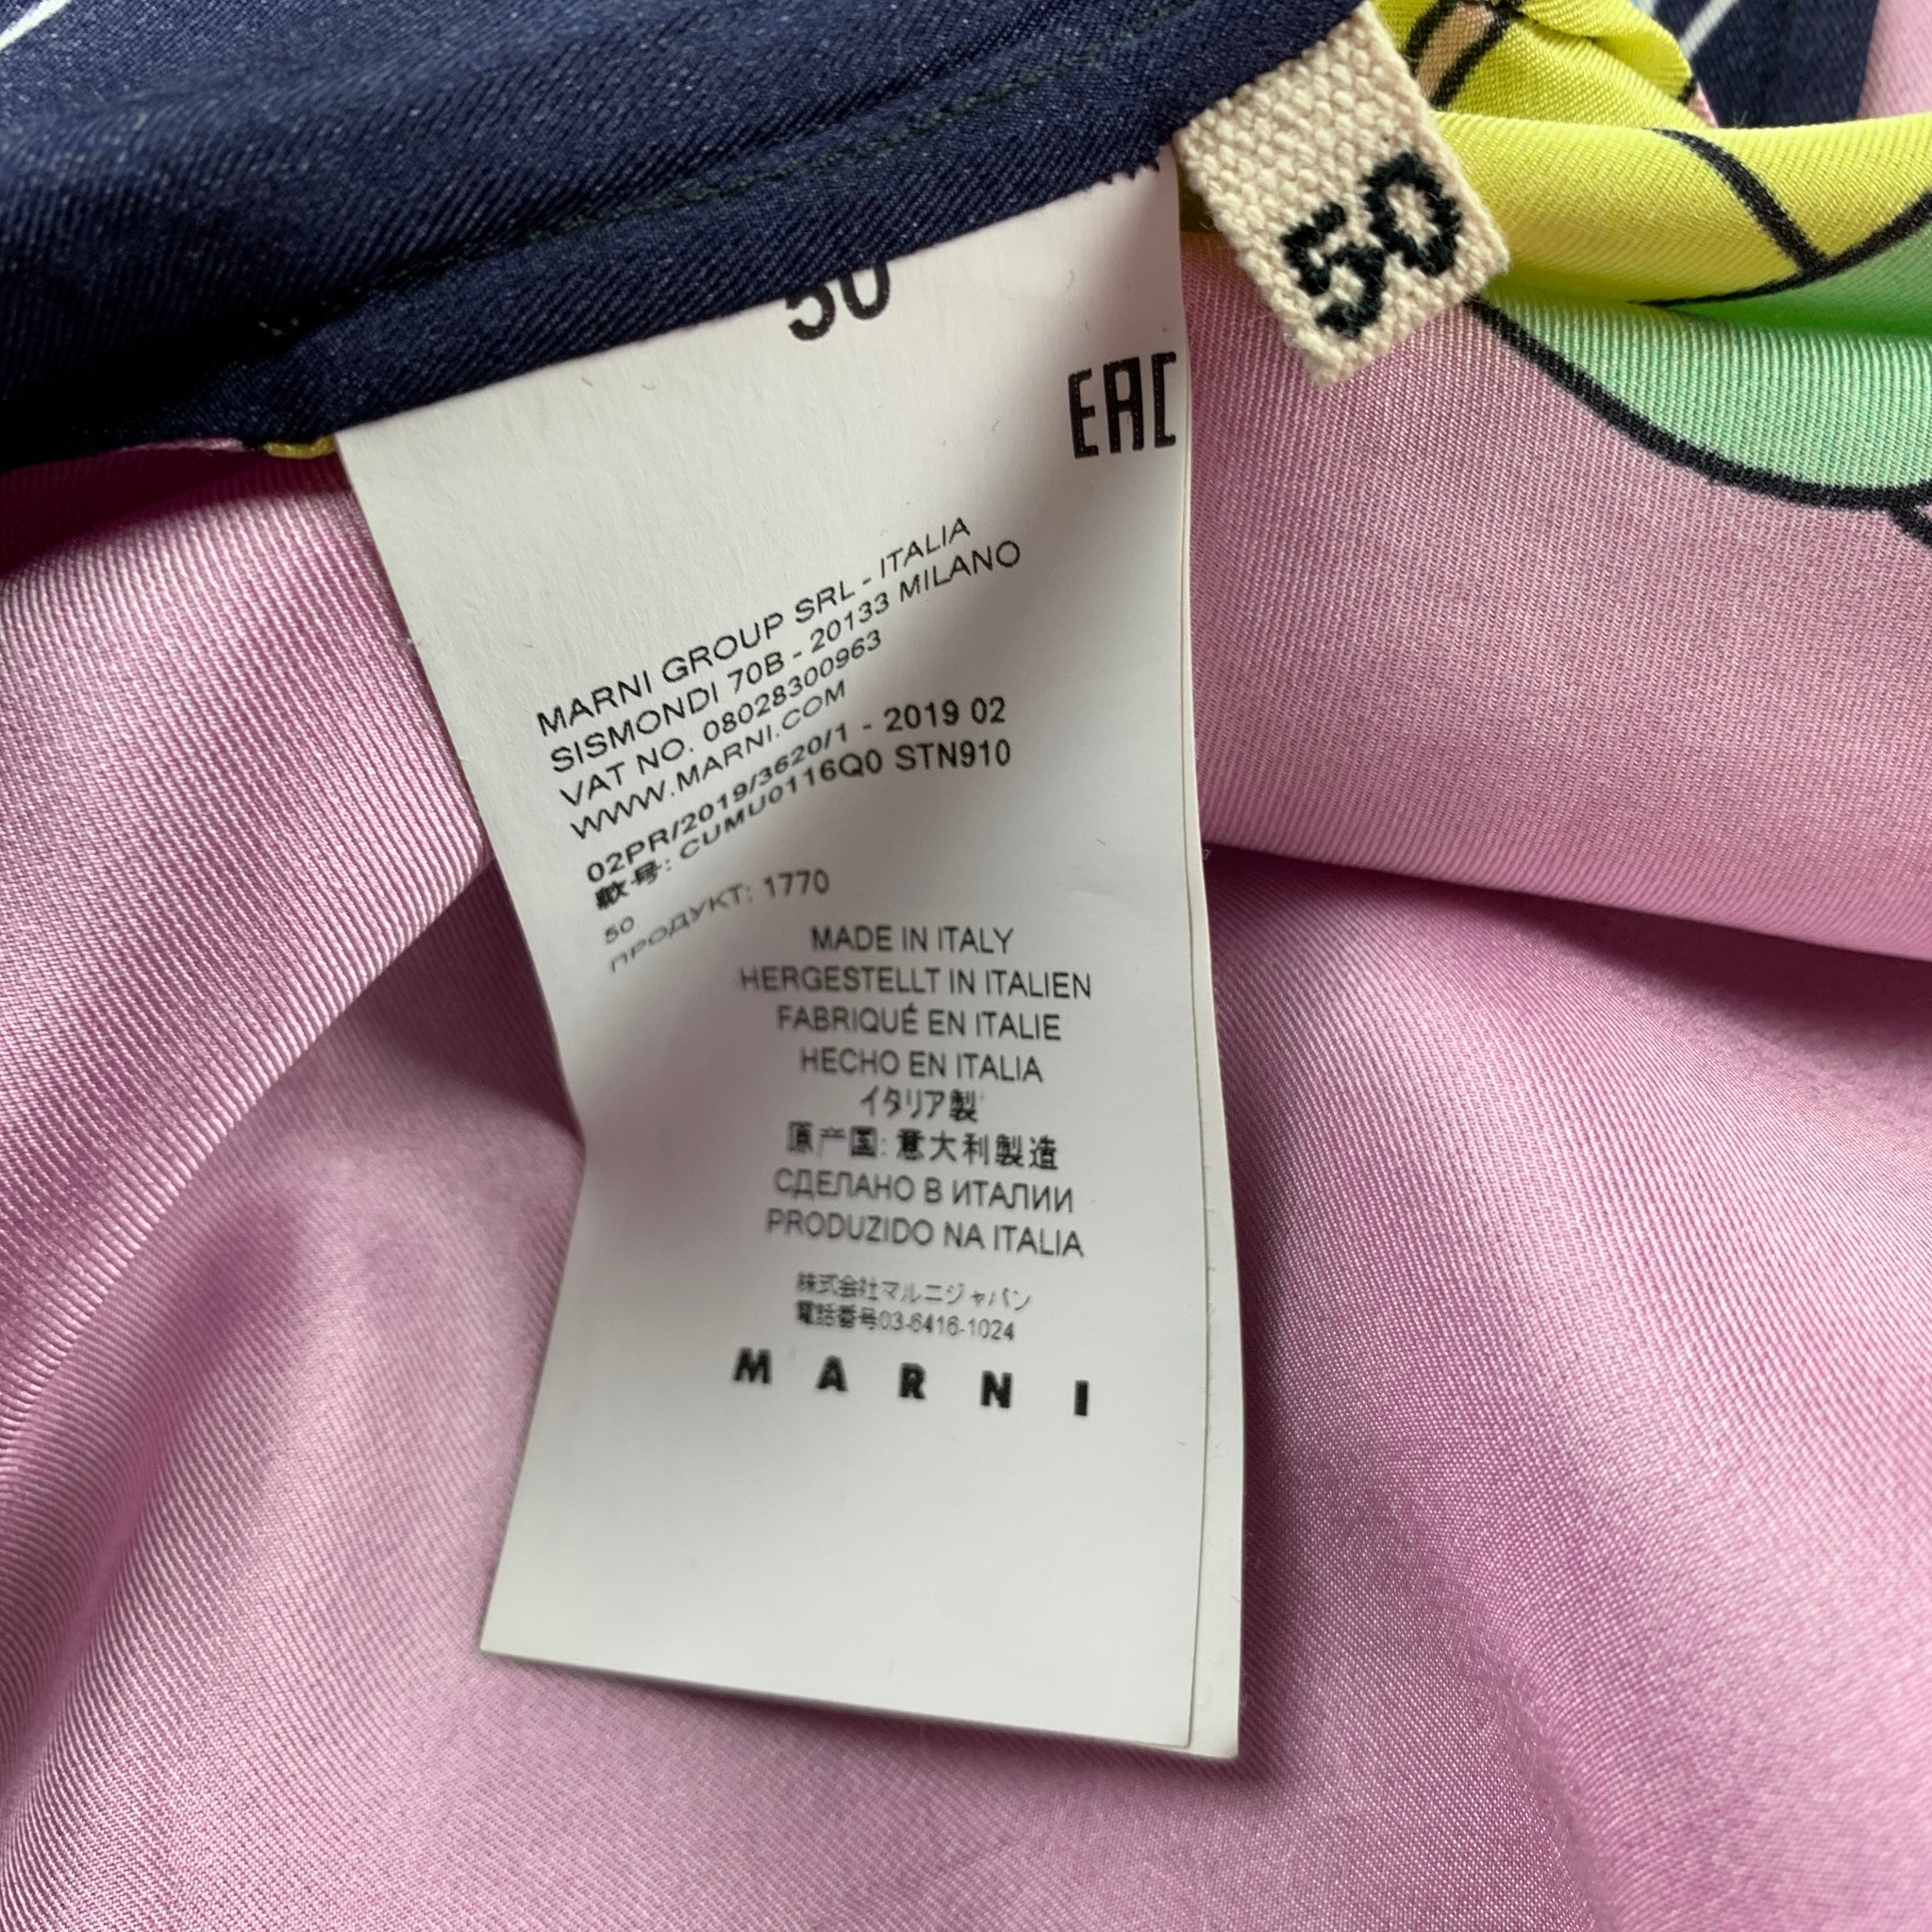 50
50
EAC
MARNI GROUP SRL - ITALIA
SISMONDI 70B - 20133 MILANO
VAT NO. 08028300963
WWW.MARNI.COM
02PR/2019/3620/1 - 2019 02
款号: CUMU0116Q0 STN910
50
ПРОДУКТ: 1770
MADE IN ITALY
HERGESTELLT IN ITALIEN
FABRIQUÉ EN ITALIE
HECHO EN ITALIA
イタリア製
原产国: 意大利製造
СДЕЛАНО В ИТАЛИИ
PRODUZIDO NA ITALIA
株式会社マルニジャパン
電話番号03-6416-1024
MARNI